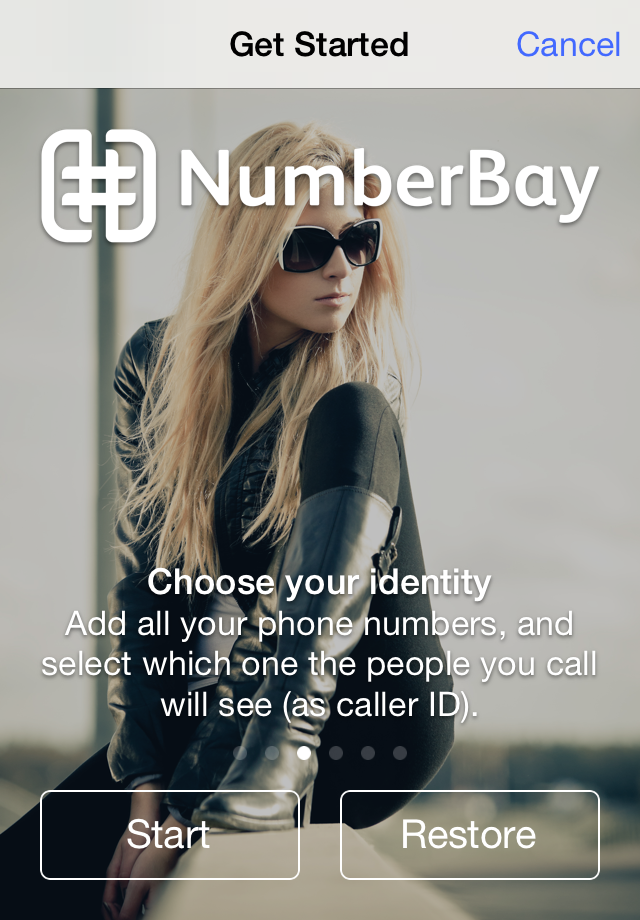 Get Started
Cancel
NumberBay
Choose your identity
Add all your phone numbers, and
select which one the people you call
will see (as caller ID).
Start
Restore